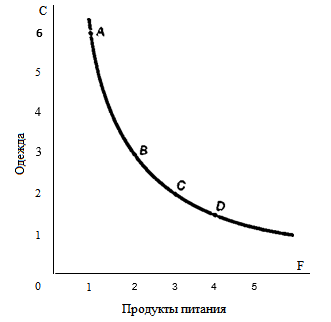 C
6
A
5
4
Одежда
3
B
2
C
D
1
F
0
1 2 3 4 5
Продукты питания